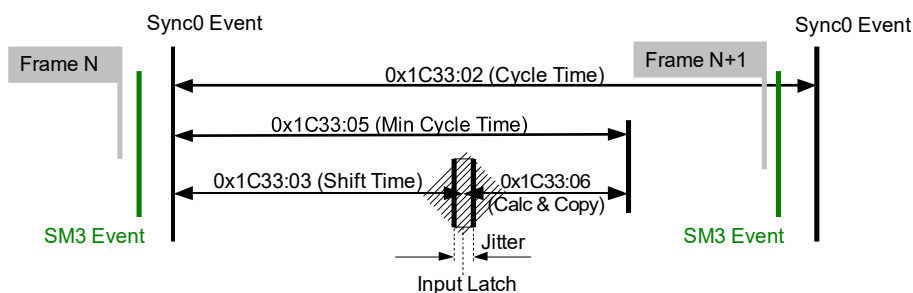 Sync0 Event
Sync0 Event
Frame N
Frame N+1
0x1C33:02 (Cycle Time)
0x1C33:05 (Min Cycle Time)
0x1C33:03 (Shift Time)
0x1C33:06
(Calc & Copy)
SM3 Event
SM3 Event
Jitter
Input Latch